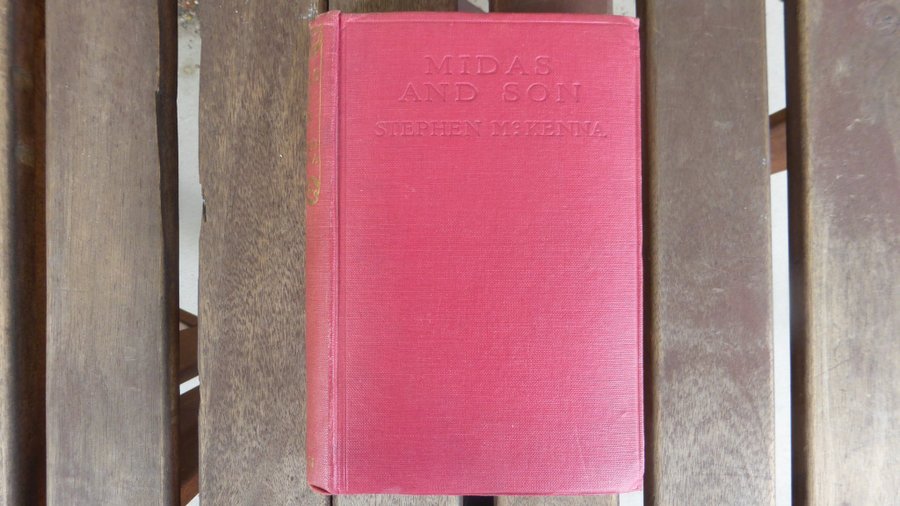 MIDAS
AND SON
STEPHEN McKENNA